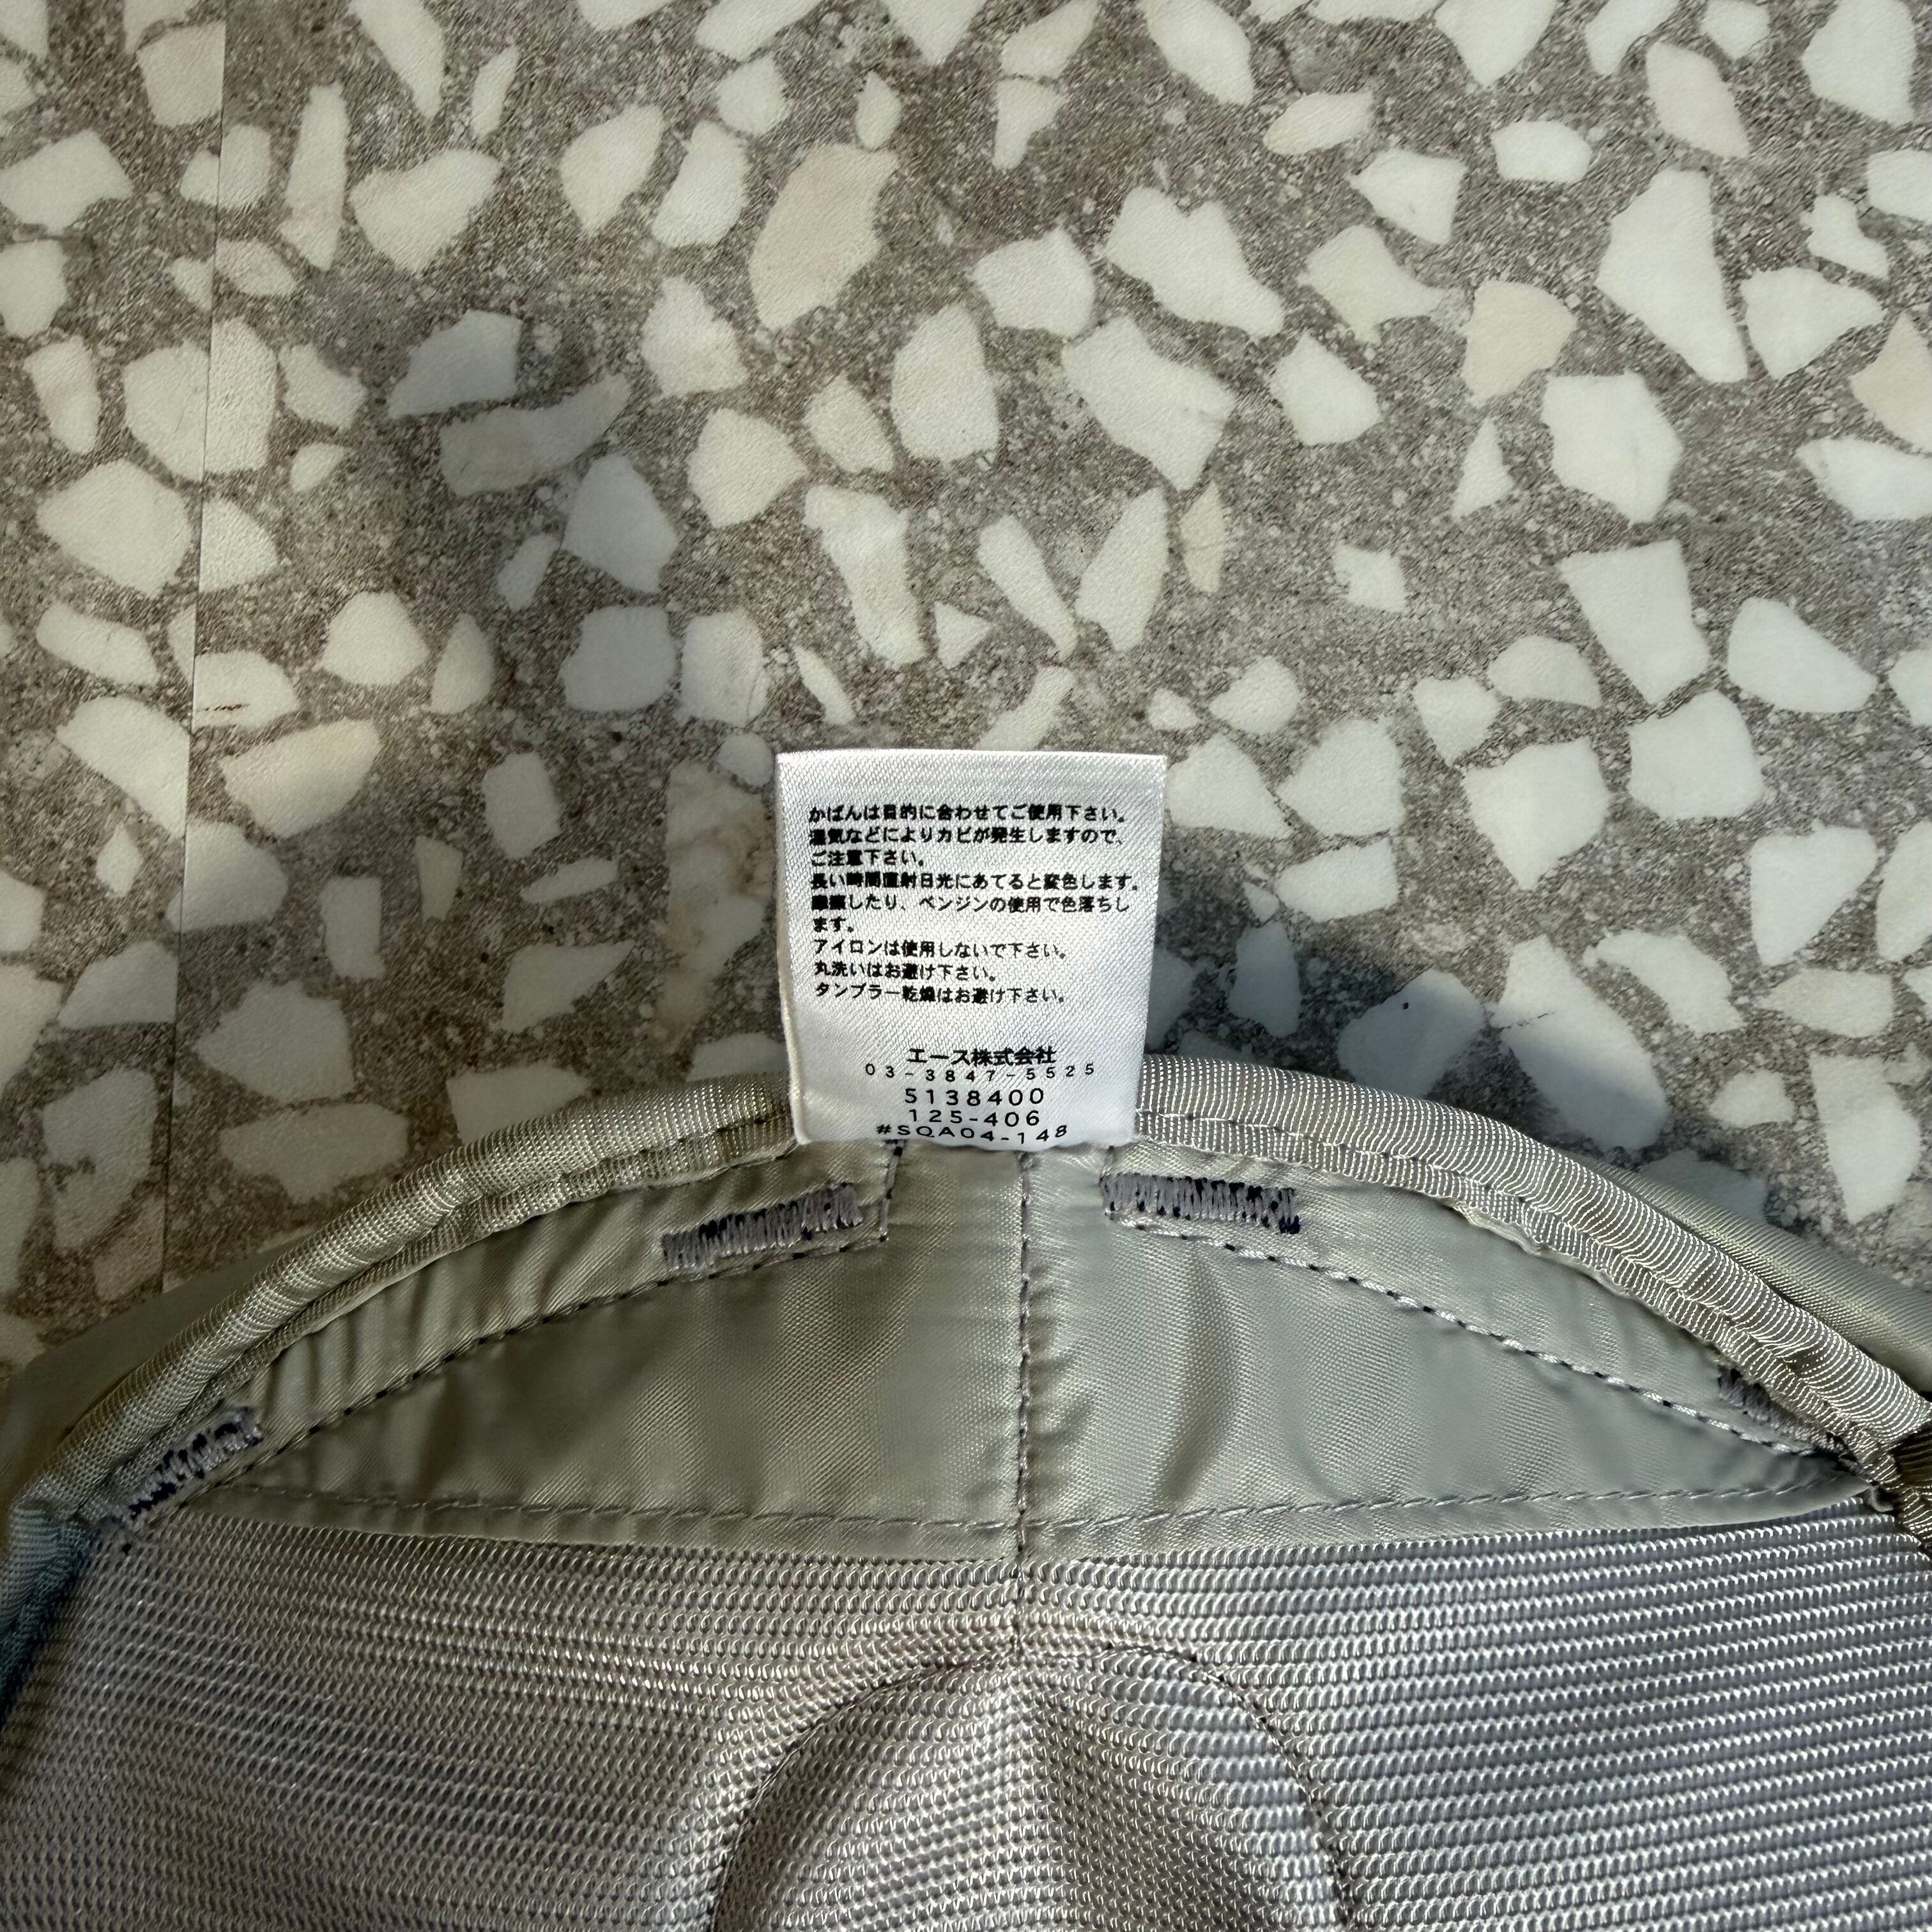 かばんは目的に合わせてご使用下さい。
湿気などによりカビが発生しますので、
ご注意下さい。
長い時間直射日光にあてると変色します。
摩擦したり、ベンジンの使用で色落ちし
ます。
アイロンは使用しないで下さい。
丸洗いはお避け下さい。
タンブラー乾燥はお避け下さい。
エース株式会社
03-3847-5525
5138400
125-406
#SQA04-148